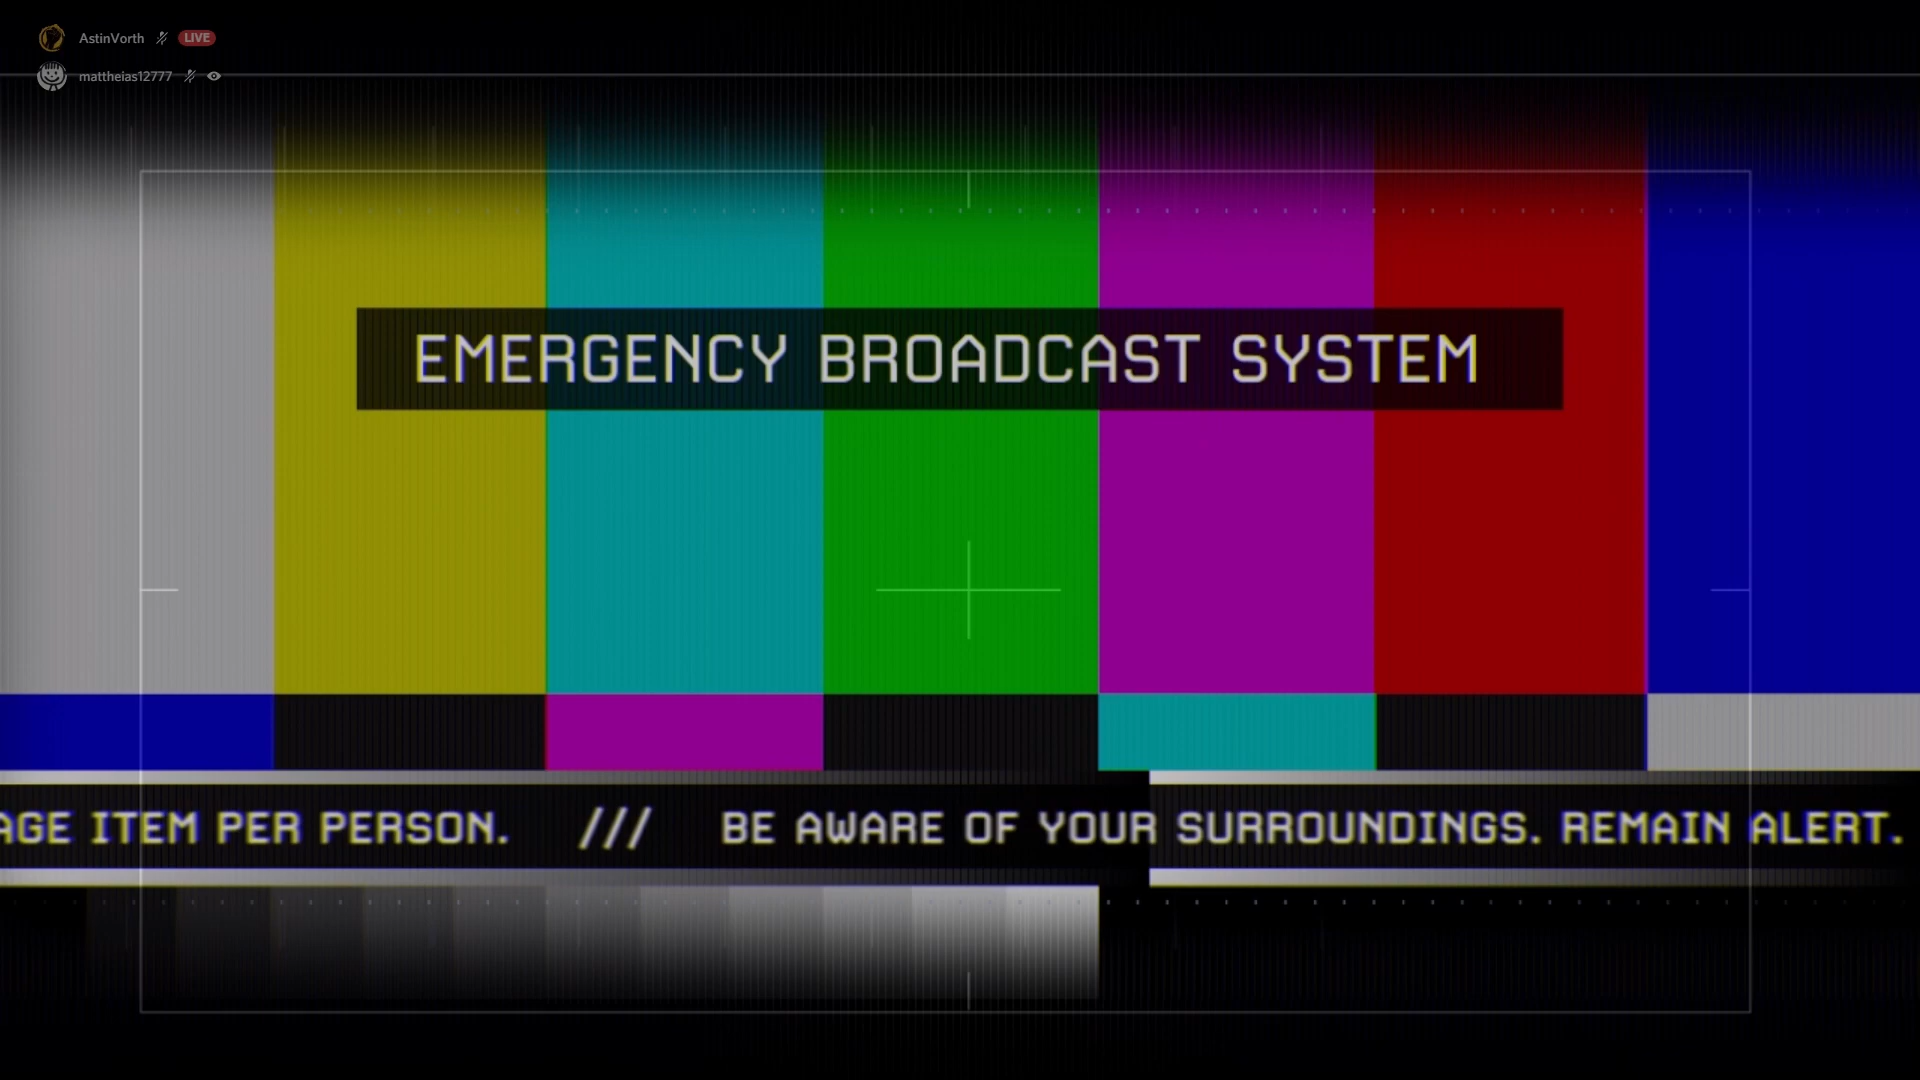 AstinVorth LIVE
mattheias12777
EMERGENCY BROADCAST SYSTEM
AGE ITEM PER PERSON. /// BE AWARE OF YOUR SURROUNDINGS. REMAIN ALERT.